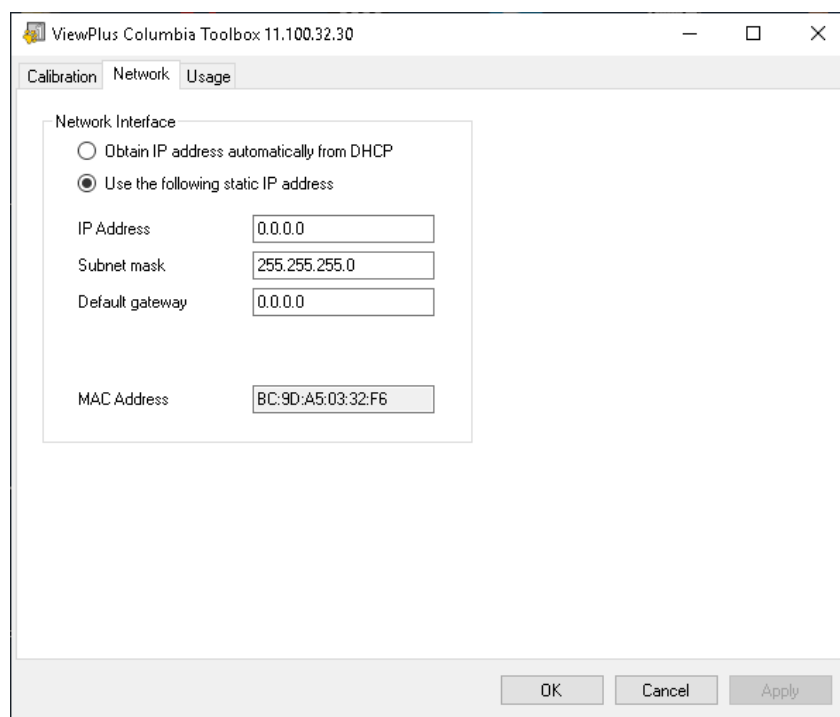 ViewPlus Columbia Toolbox 11.100.32.30
Calibration Network Usage
Network Interface
Obtain IP address automatically from DHCP
Use the following static IP address
IP Address 0.0.0.0
Subnet mask 255.255.255.0
Default gateway 0.0.0.0
MAC Address BC:9D:A5:03:32:F6
OK Cancel Apply